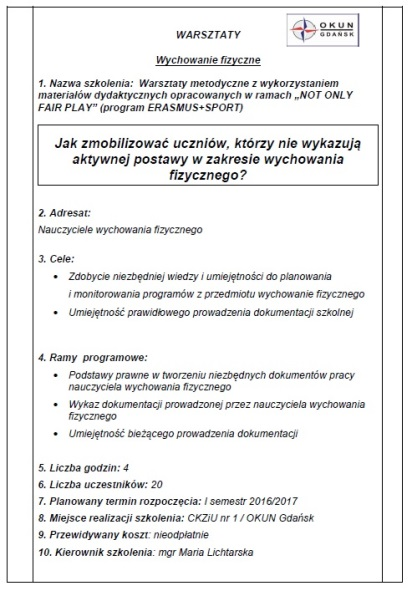 WARSZTATY
OKUN
GDAŃSK
Wychowanie fizyczne
1. Nazwa szkolenia: Warsztaty metodyczne z wykorzystaniem
materiałów dydaktycznych opracowanych w ramach „NOT ONLY
FAIR PLAY” (program ERASMUS+SPORT)
Jak zmobilizować uczniów, którzy nie wykazują
aktywnej postawy w zakresie wychowania
fizycznego?
2. Adresat:
Nauczyciele wychowania fizycznego
3. Cele:
• Zdobycie niezbędnej wiedzy i umiejętności do planowania
i monitorowania programów z przedmiotu wychowanie fizycznego
• Umiejętność prawidłowego prowadzenia dokumentacji szkolnej
4. Ramy programowe:
• Podstawy prawne w tworzeniu niezbędnych dokumentów pracy
nauczyciela wychowania fizycznego
• Wykaz dokumentacji prowadzonej przez nauczyciela wychowania
fizycznego
• Umiejętność bieżącego prowadzenia dokumentacji
5. Liczba godzin: 4
6. Liczba uczestników: 20
7. Planowany termin rozpoczęcia: I semestr 2016/2017
8. Miejsce realizacji szkolenia: CKZiU nr 1 / OKUN Gdańsk
9. Przewidywany koszt: nieodpłatnie
10. Kierownik szkolenia: mgr Maria Lichtarska